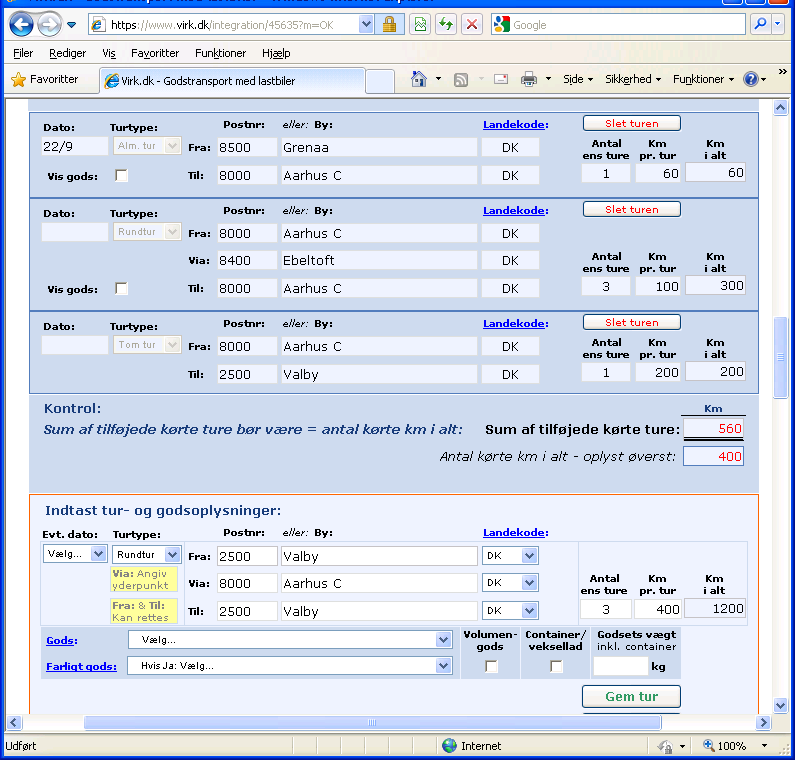 https://www.virk.dk/integration/45635?m=OK
Google
Filer Rediger Vis Favoritter Funktioner Hjælp
Favoritter
Virk.dk - Godstransport med lastbiler
Side Sikkerhed Funktioner
Dato: Turtype: Postnr: eller: By: Landekode: Slet turen
22/9 Alm. tur Fra: 8500 Grenaa DK
Antal ens ture Km pr. tur Km i alt
Vis gods: Til: 8000 Aarhus C DK 1 60 60
Dato: Turtype: Postnr: eller: By: Landekode: Slet turen
Rundtur Fra: 8000 Aarhus C DK
Via: 8400 Ebeltoft DK
Antal ens ture Km pr. tur Km i alt
Vis gods: Til: 8000 Aarhus C DK 3 100 300
Dato: Turtype: Postnr: eller: By: Landekode: Slet turen
Tom tur Fra: 8000 Aarhus C DK
Antal ens ture Km pr. tur Km i alt
Til: 2500 Valby DK 1 200 200
Kontrol: Km
Sum af tilføjede kørte ture bør være = antal kørte km i alt: Sum af tilføjede kørte ture: 560
Antal kørte km i alt - oplyst øverst: 400
Indtast tur- og godsoplysninger:
Evt. dato: Turtype: Postnr: eller: By: Landekode:
Vælg... Rundtur Fra: 2500 Valby DK
Via: Angiv yderpunkt
Via: 8000 Aarhus C DK
Antal ens ture Km pr. tur Km i alt
Fra: & Til: Kan rettes
Til: 2500 Valby DK 3 400 1200
Gods: Vælg... Volumen-gods Container/veksellad Godsets vægt inkl. container
Farligt gods: Hvis Ja: Vælg... kg
Gem tur
Udført Internet 100%